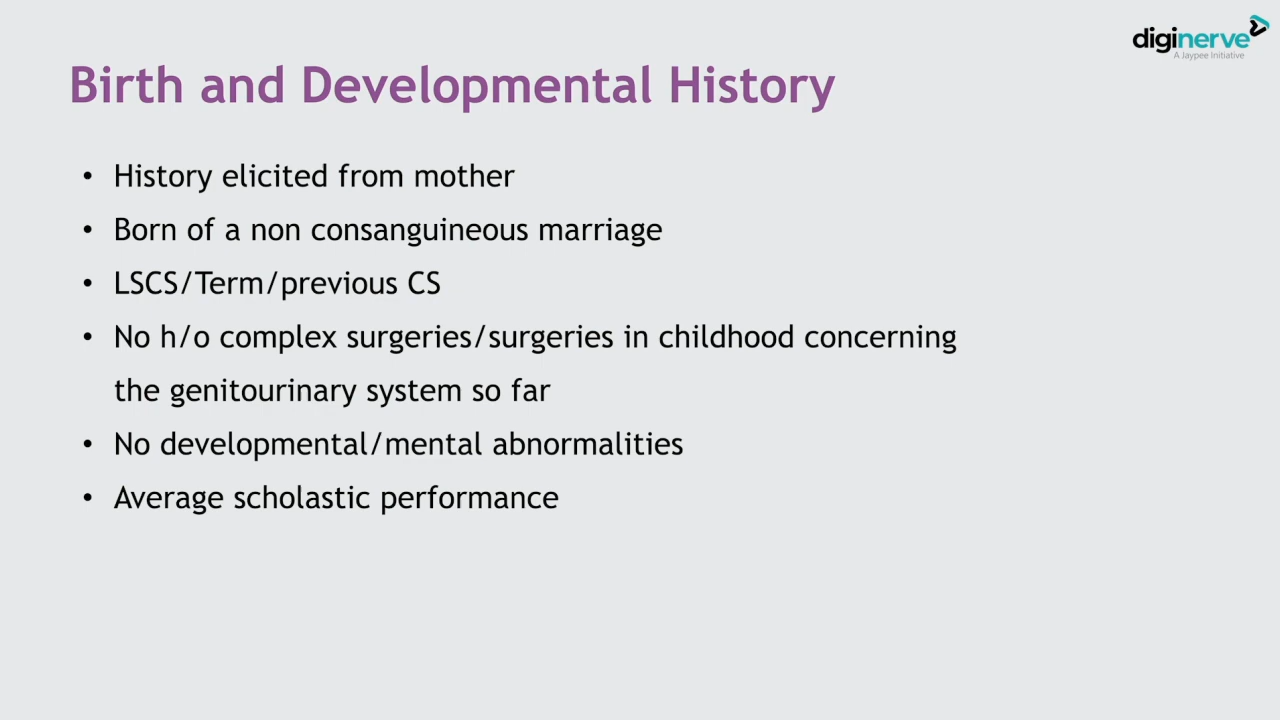 diginerve
A Jaypee Initiative
Birth and Developmental History
• History elicited from mother
• Born of a non consanguineous marriage
• LSCS/Term/previous CS
• No h/o complex surgeries/surgeries in childhood concerning
the genitourinary system so far
• No developmental/mental abnormalities
• Average scholastic performance